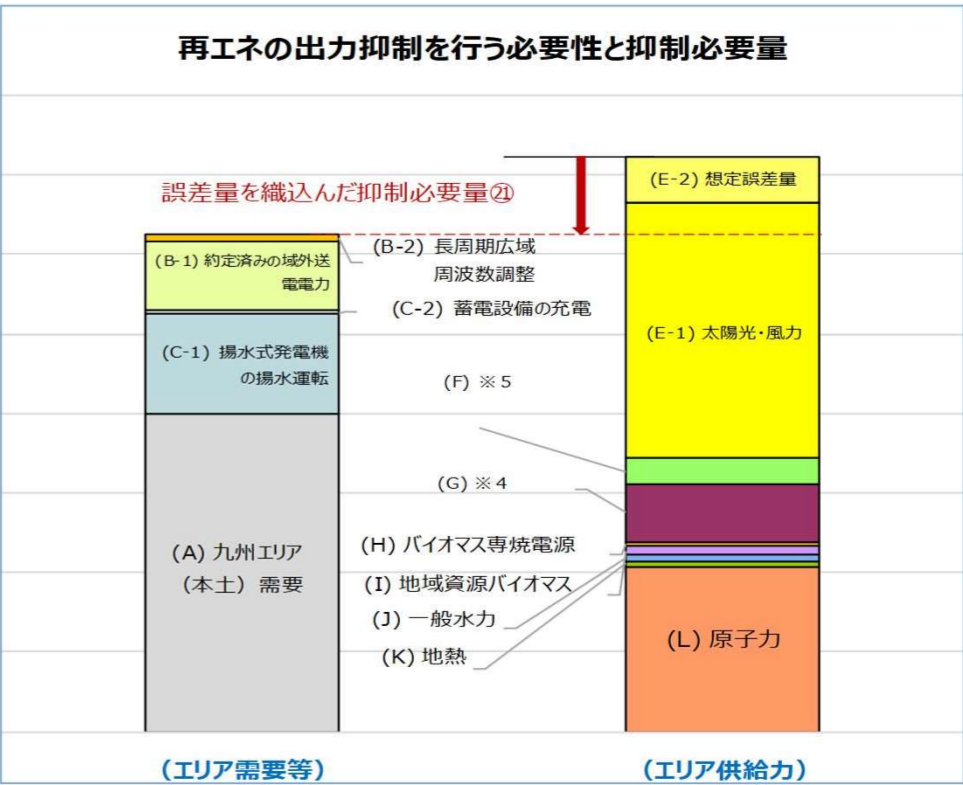 再エネの出力抑制を行う必要性と抑制必要量
誤差量を織込んだ抑制必要量㉑
(B-1) 約定済みの域外送
電電力
(C-1) 揚水式発電機
の揚水運転
(A) 九州エリア
（本土）需要
(エリア需要等)
(B-2) 長周期広域
周波数調整
(C-2) 蓄電設備の充電
(F) ※5
(G) ※4
(H) バイオマス専焼電源
(I) 地域資源バイオマス
(J) 一般水力
(K) 地熱
(E-2) 想定誤差量
(E-1) 太陽光・風力
(L) 原子力
(エリア供給力)